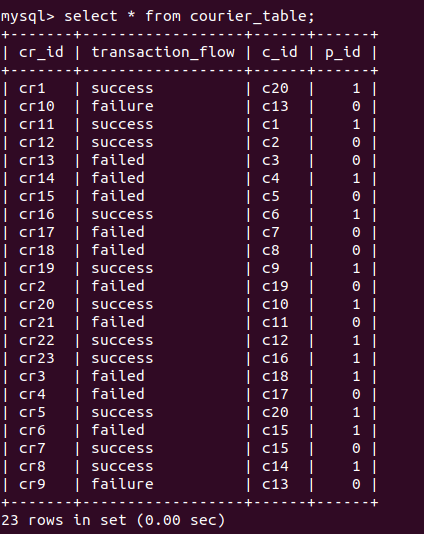 mysql> select * from courier_table;
+-------+------------------+------+------+
| cr_id | transaction_flow | c_id | p_id |
+-------+------------------+------+------+
| cr1   | success          | c20  |    1 |
| cr10  | failure          | c13  |    0 |
| cr11  | success          | c1   |    1 |
| cr12  | success          | c2   |    0 |
| cr13  | failed           | c3   |    0 |
| cr14  | failed           | c4   |    1 |
| cr15  | failed           | c5   |    0 |
| cr16  | success          | c6   |    1 |
| cr17  | failed           | c7   |    0 |
| cr18  | failed           | c8   |    0 |
| cr19  | success          | c9   |    1 |
| cr2   | failed           | c19  |    0 |
| cr20  | success          | c10  |    1 |
| cr21  | failed           | c11  |    0 |
| cr22  | success          | c12  |    1 |
| cr23  | success          | c16  |    1 |
| cr3   | failed           | c18  |    1 |
| cr4   | failed           | c17  |    0 |
| cr5   | success          | c20  |    1 |
| cr6   | failed           | c15  |    1 |
| cr7   | success          | c15  |    0 |
| cr8   | success          | c14  |    1 |
| cr9   | failure          | c13  |    0 |
+-------+------------------+------+------+
23 rows in set (0.00 sec)